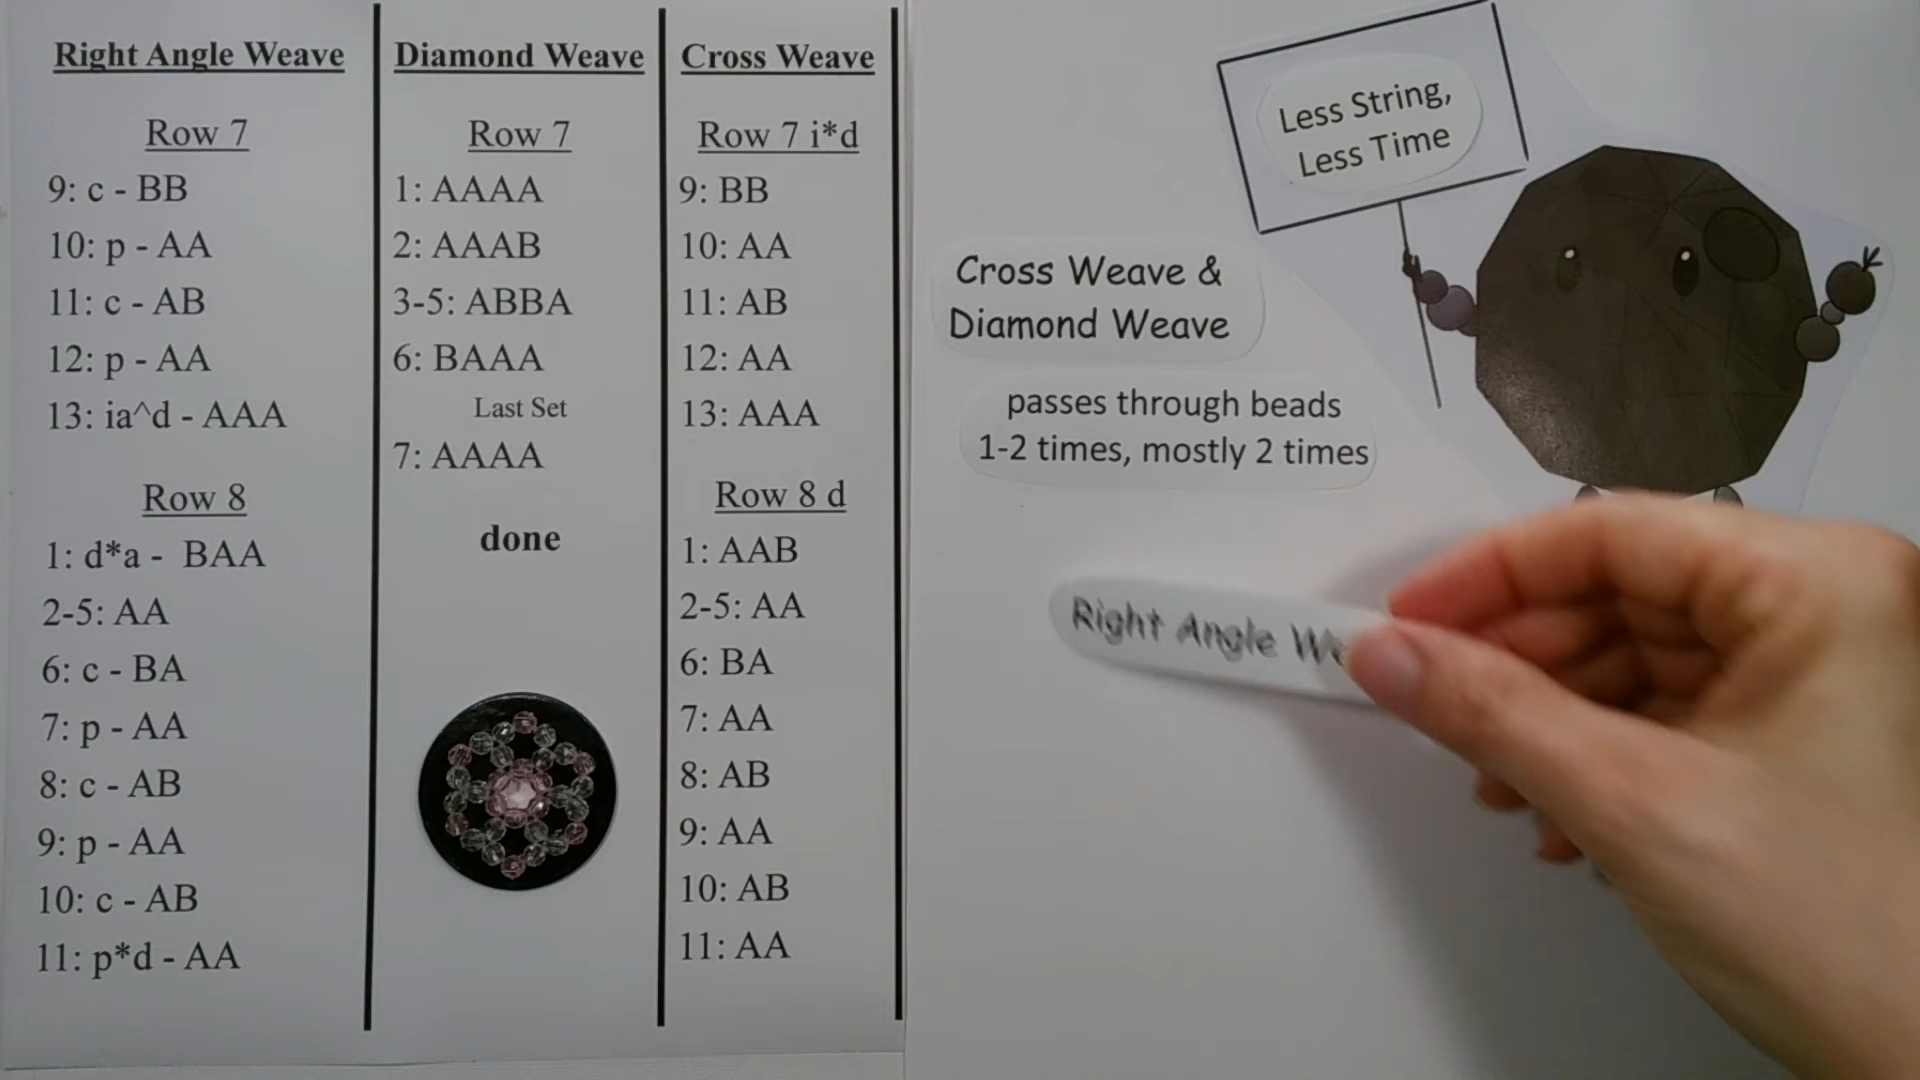 Right Angle Weave
Row 7
9: c - BB
10: p - AA
11: c - AB
12: p - AA
13: ia^d - AAA
Row 8
1: d*a - BAA
2-5: AA
6: c - BA
7: p - AA
8: c - AB
9: p - AA
10: c - AB
11: p*d - AA
Diamond Weave
Row 7
1: AAAA
2: AAAB
3-5: ABBA
6: BAAA
Last Set
7: AAAA
done
Cross Weave
Row 7 i*d
9: BB
10: AA
11: AB
12: AA
13: AAA
Row 8 d
1: AAB
2-5: AA
6: BA
7: AA
8: AB
9: AA
10: AB
11: AA
Less String,
Less Time
Cross Weave &
Diamond Weave
passes through beads
1-2 times, mostly 2 times
Right Angle